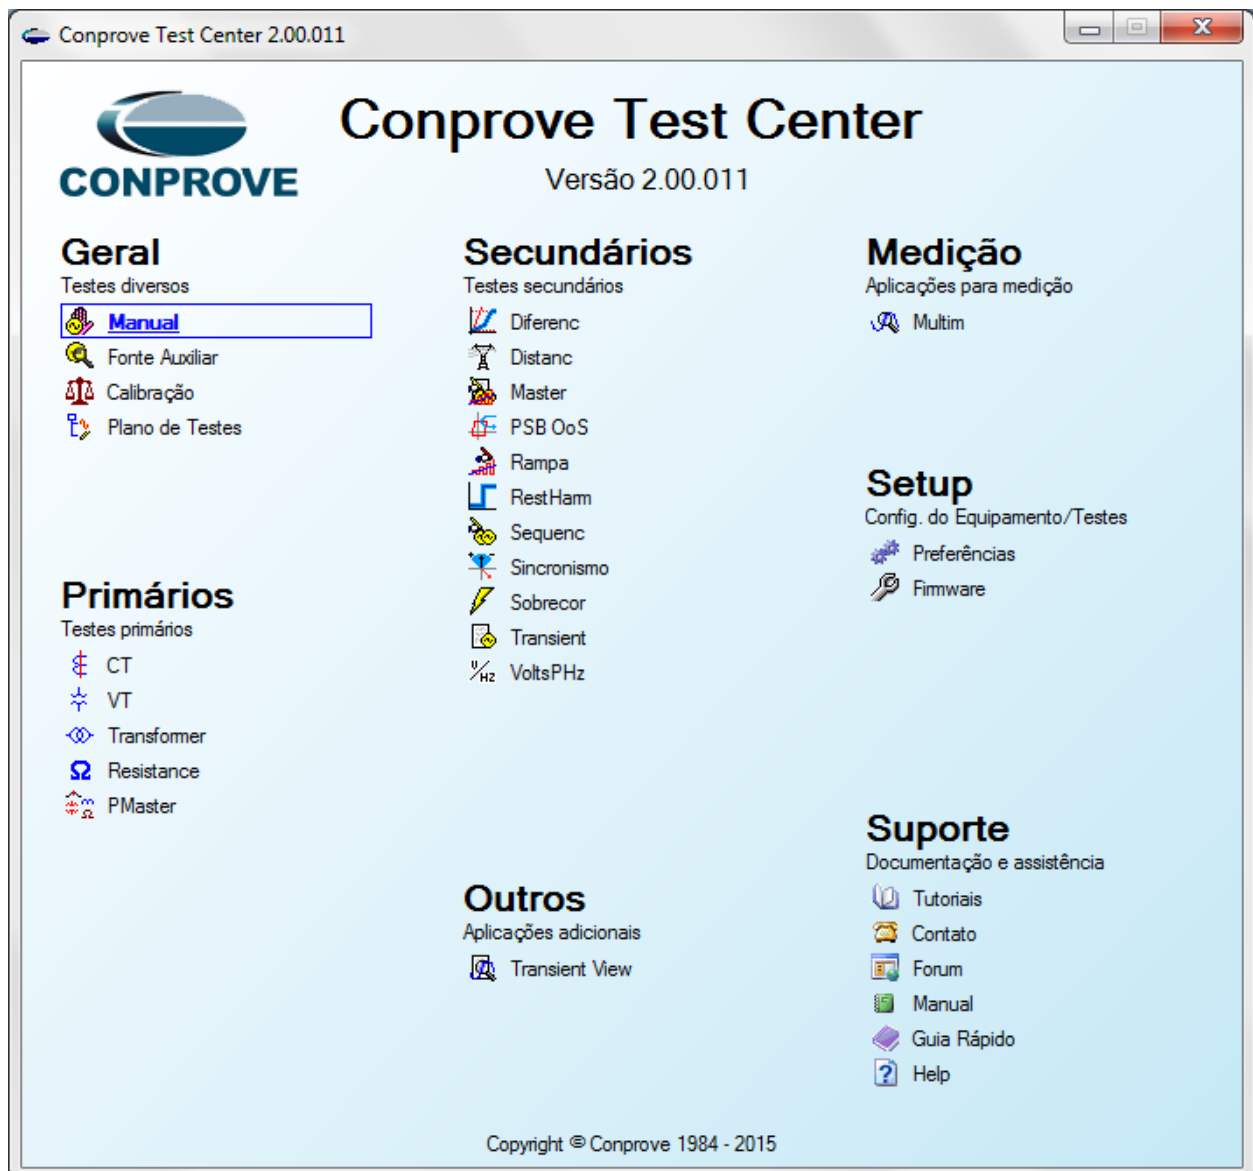 Conprove Test Center 2.00.011
CONPROVE
Conprove Test Center
Versão 2.00.011
Geral
Testes diversos
Manual
Fonte Auxiliar
Calibração
Plano de Testes
Primários
Testes primários
CT
VT
Transformer
Resistance
PMaster
Secundários
Testes secundários
Diferenc
Distanc
Master
PSB OoS
Rampa
RestHarm
Sequenc
Sincronismo
Sobrecor
Transient
VoltsPHz
Outros
Aplicações adicionais
Transient View
Medição
Aplicações para medição
Multim
Setup
Config. do Equipamento/Testes
Preferências
Firmware
Suporte
Documentação e assistência
Tutoriais
Contato
Forum
Manual
Guia Rápido
Help
Copyright © Conprove 1984 - 2015